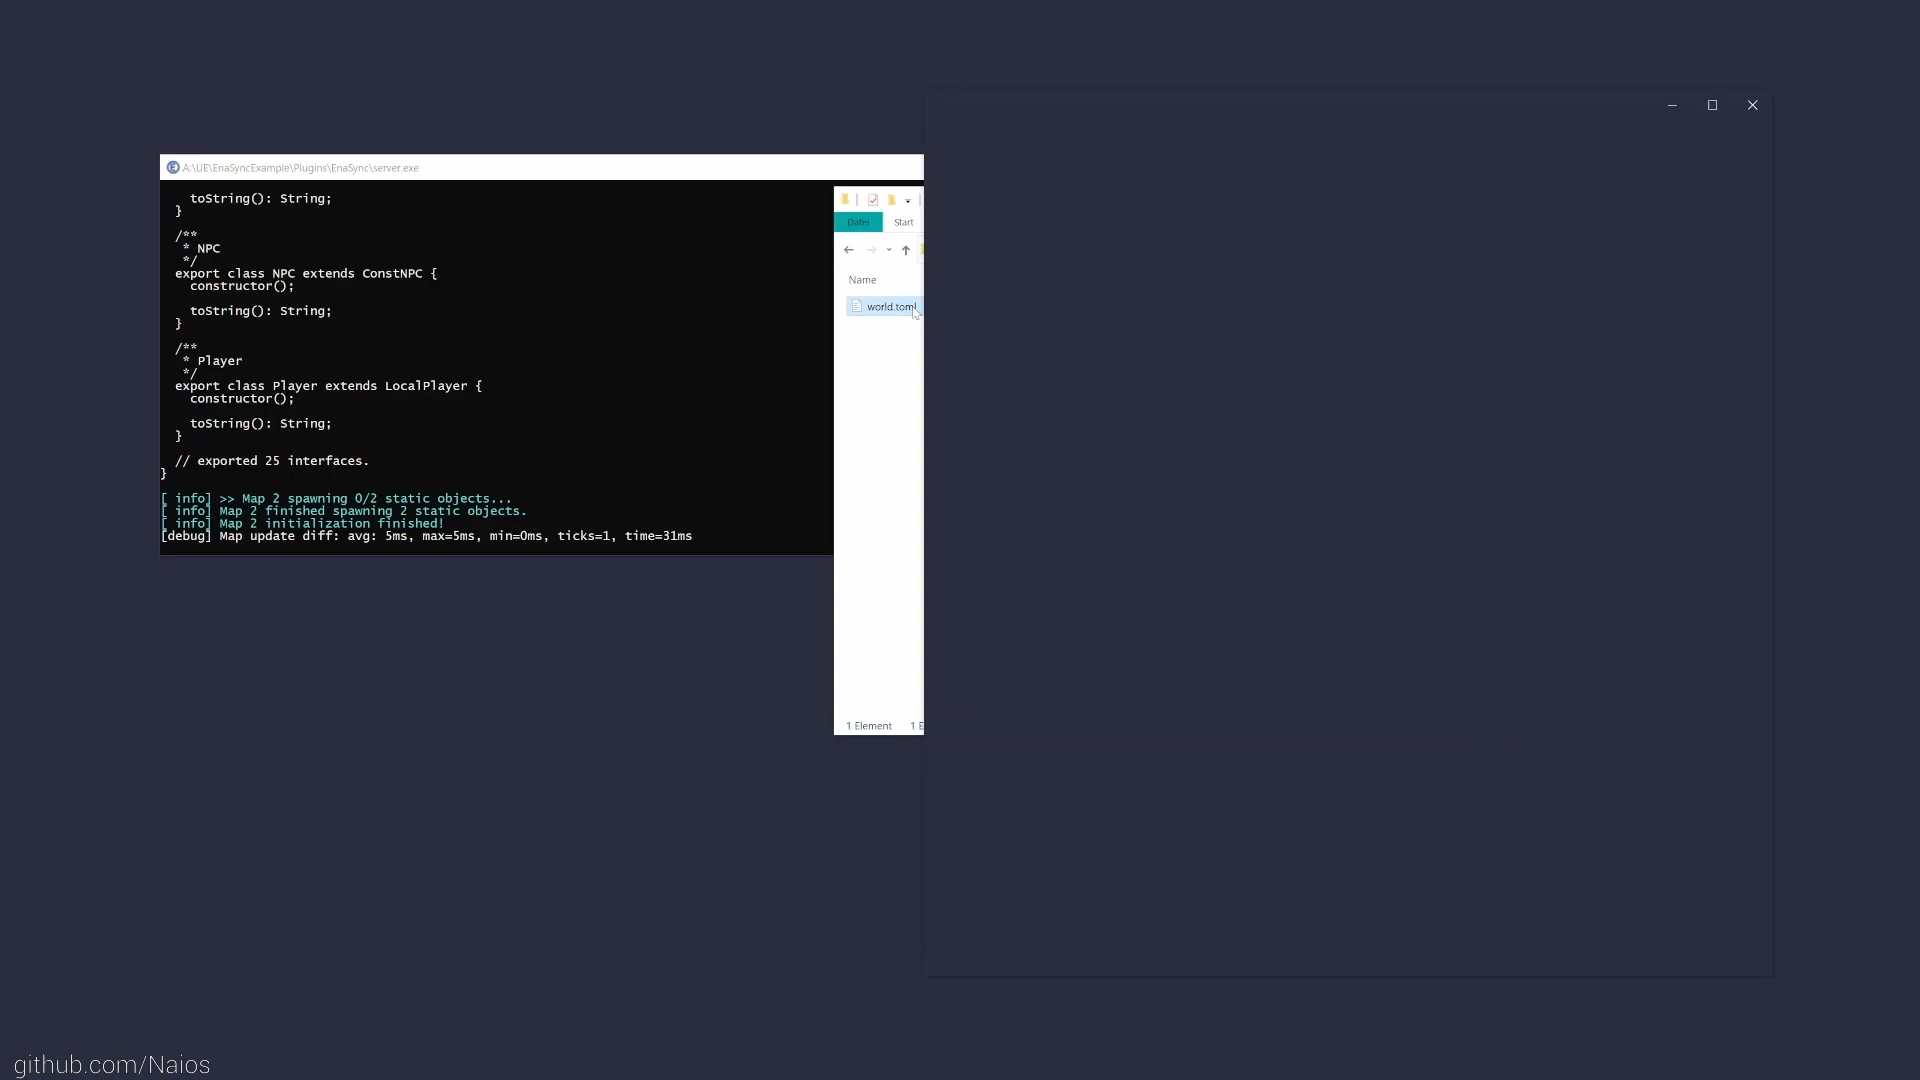 A:\UE\EnaSyncExample\Plugins\EnaSync\server.exe
toString(): String;
}
/**
* NPC
*/
export class NPC extends ConstNPC {
constructor();
toString(): String;
}
/**
* Player
*/
export class Player extends LocalPlayer {
constructor();
toString(): String;
}
// exported 25 interfaces.
}
[ info] >> Map 2 spawning 0/2 static objects...
[ info] Map 2 finished spawning 2 static objects.
[ info] Map 2 initialization finished!
[debug] Map update diff: avg: 5ms, max=5ms, min=0ms, ticks=1, time=31ms
Datei Start
Name
world.toml
1 Element 1 E
github.com/Naios